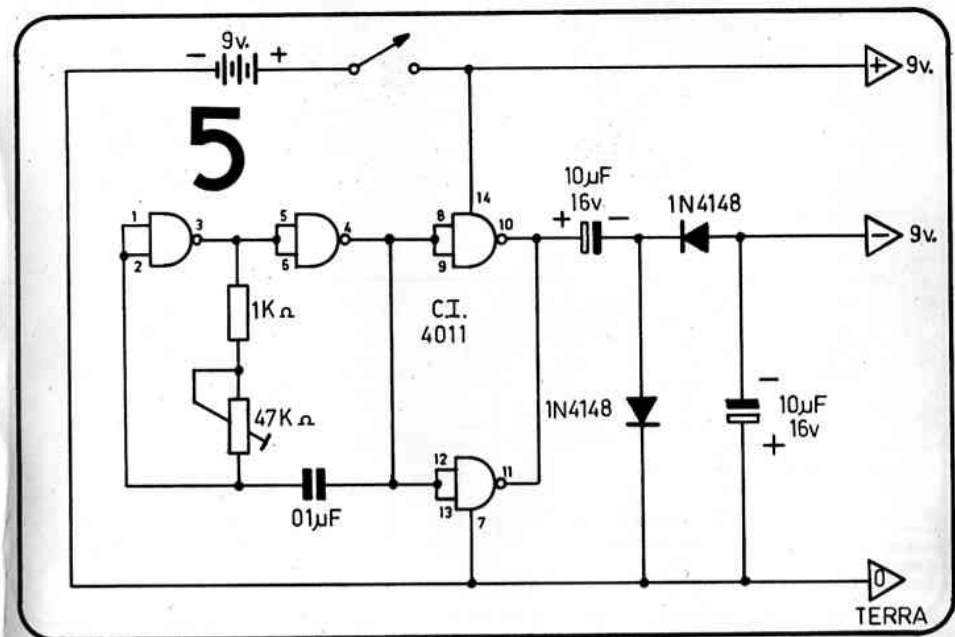 9v.
- +
+ 9v.
5
14
10µF
16v
+ -
1N4148
1
2
3
5
6
4
8
9
10
- 9v.
C.I.
4011
1KΩ
47KΩ
1N4148
-
10µF
16v
+
12
13
11
7
01µF
0
TERRA